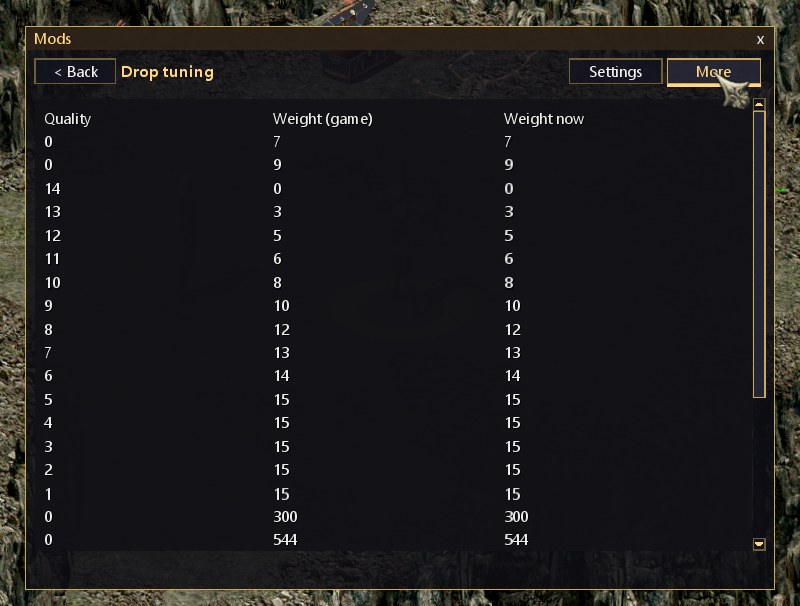 Mods x
< Back Drop tuning Settings More
Quality Weight (game) Weight now
0 7 7
0 9 9
14 0 0
13 3 3
12 5 5
11 6 6
10 8 8
9 10 10
8 12 12
7 13 13
6 14 14
5 15 15
4 15 15
3 15 15
2 15 15
1 15 15
0 300 300
0 544 544